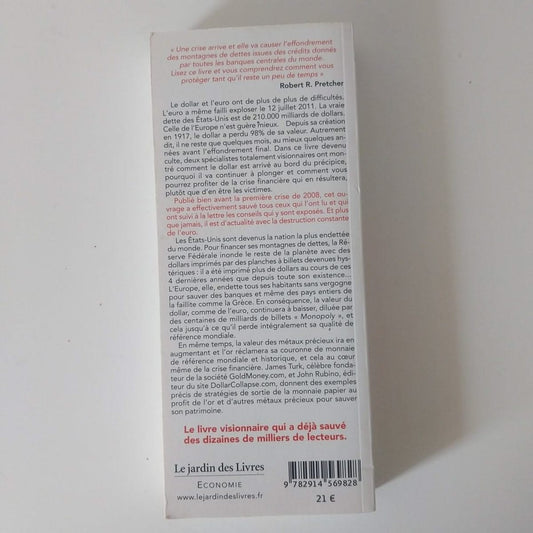 « Une crise arrive et elle va causer l'effondrement
des montagnes de dettes issues des crédits donnés
par toutes les banques centrales du monde.
Lisez ce livre et vous comprendrez comment vous
protéger tant qu'il reste un peu de temps »
Robert R. Pretcher
Le dollar et l'euro ont de plus de plus de difficultés.
L'euro a même failli exploser le 12 juillet 2011. La vraie
dette des États-Unis est de 210.000 milliards de dollars.
Celle de l'Europe n'est guère mieux. Depuis sa création
en 1917, le dollar a perdu 98% de sa valeur. Autrement
dit, il ne reste que quelques mois, au mieux quelques an-
nées avant l'effondrement final. Dans ce livre devenu
culte, deux spécialistes totalement visionnaires ont mon-
tré comment le dollar est arrivé au bord du précipice,
pourquoi il va continuer à plonger et comment vous
pourrez profiter de la crise financière qui en résultera,
plutôt que d'en être les victimes.
Publié bien avant la première crise de 2008, cet ou-
vrage a effectivement sauvé tous ceux qui l'ont lu et qui
ont suivi à la lettre les conseils qui y sont exposés. Et plus
que jamais, il est d'actualité avec la destruction constante
de l'euro.
Les États-Unis sont devenus la nation la plus endettée
du monde. Pour financer ses montagnes de dettes, la Ré-
serve Fédérale inonde le reste de la planète avec des
dollars imprimés par des planches à billets devenues hys-
tériques : il a été imprimé plus de dollars au cours de ces
4 dernières années que depuis toute son existence...
L'Europe, elle, endette tous ses habitants sans vergogne
pour sauver des banques et même des pays entiers de
la faillite comme la Grèce. En conséquence, la valeur du
dollar, comme de l'euro, continuera à baisser, diluée par
des centaines de milliards de billets « Monopoly », et
cela jusqu'à ce qu'il perde intégralement sa qualité de
référence mondiale.
En même temps, la valeur des métaux précieux ira en
augmentant et l'or réclamera sa couronne de monnaie
de référence mondiale et historique, et cela au cœur
même de la crise financière. James Turk, célèbre fonda-
teur de la société GoldMoney.com, et John Rubino, édi-
teur du site DollarCollapse.com, donnent des exemples
précis de stratégies de sortie de la monnaie papier au
profit de l'or et d'autres métaux précieux pour sauver
son patrimoine.
Le livre visionnaire qui a déjà sauvé
des dizaines de milliers de lecteurs.
Le jardin des Livres
ECONOMIE
www.lejardindeslivres.fr
9 782914 569828
21 €